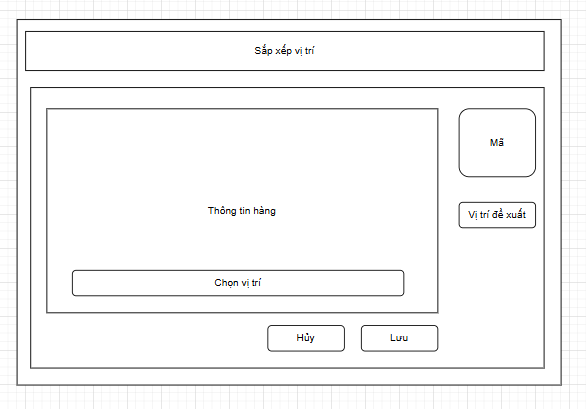 Sắp xếp vị trí
Mã
Thông tin hàng
Vị trí đề xuất
Chọn vị trí
Hủy
Lưu